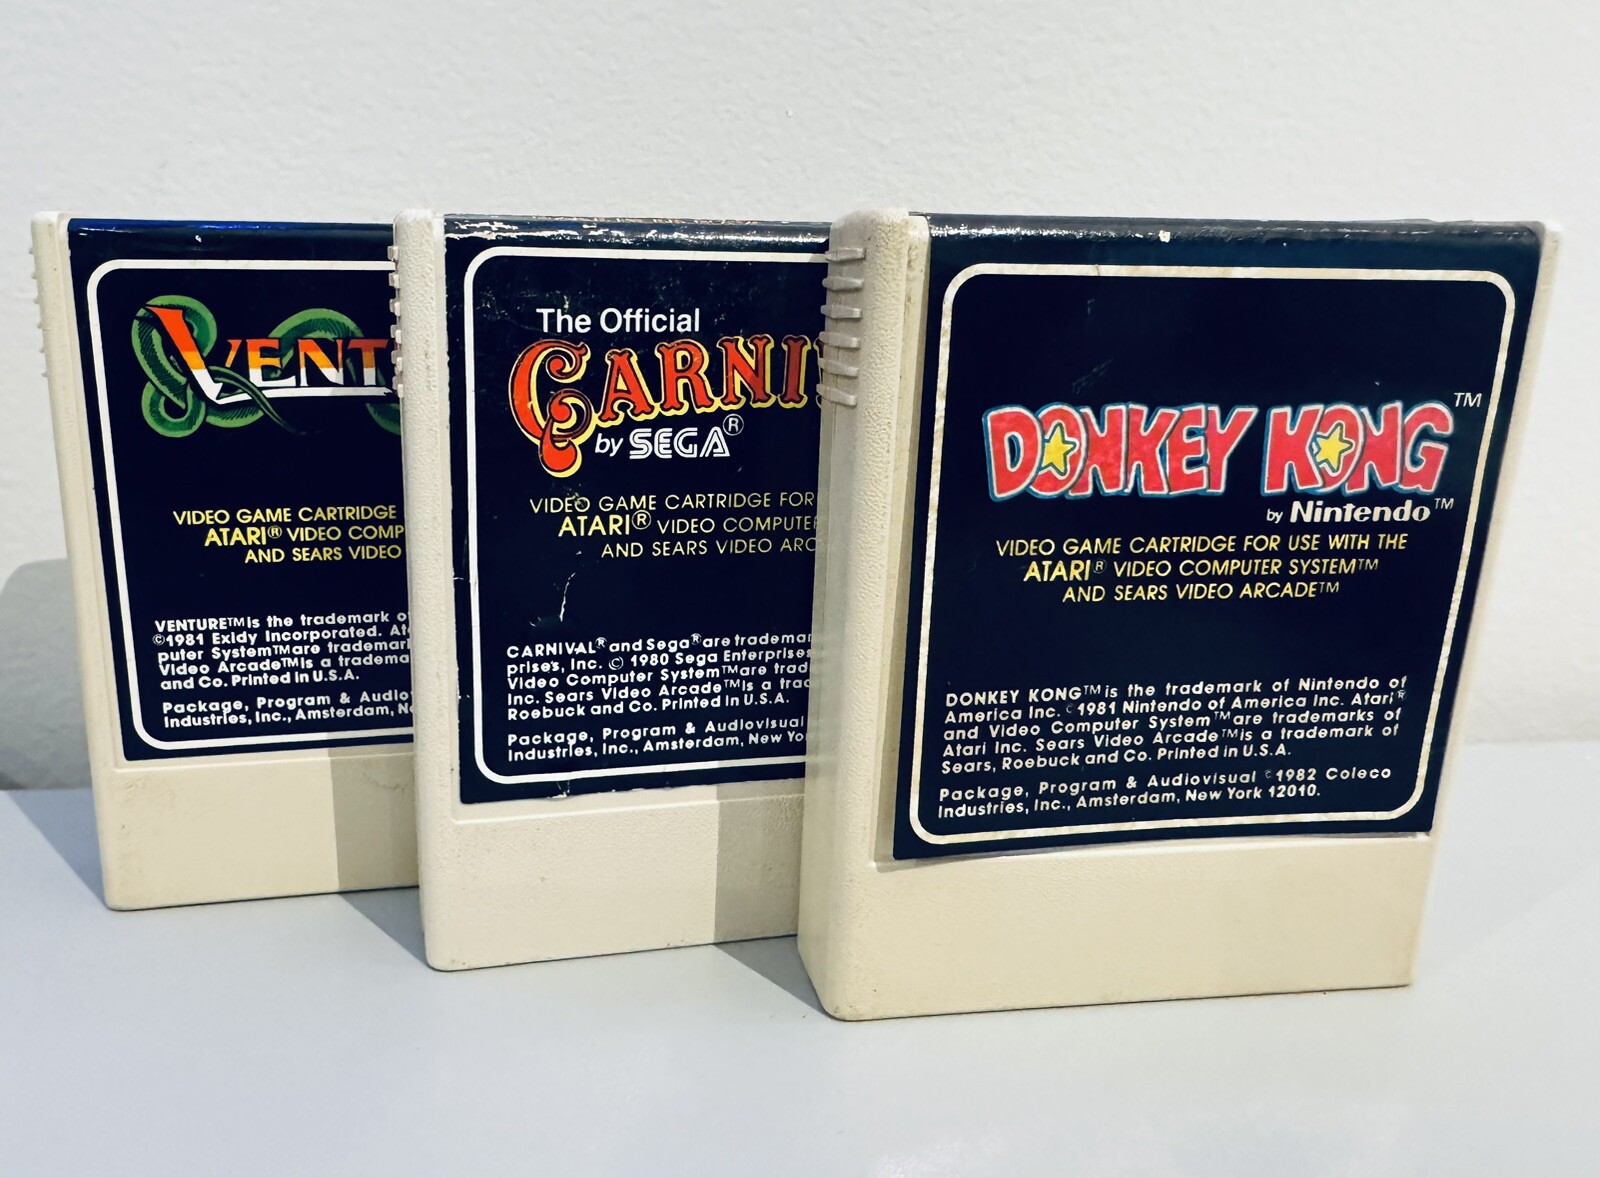 VENT
VIDEO GAME CARTRIDGE
ATARI® VIDEO COMP
AND SEARS VIDEO
VENTURE™ is the trademark of
©1981 Exidy Incorporated. At
puter System™ are trademar
Video Arcade™ is a tradema
and Co. Printed in U.S.A.
Package, Program & Audio
Industries, Inc., Amsterdam, N
The Official
CARNI
by SEGA®
VIDEO GAME CARTRIDGE FOR
ATARI® VIDEO COMPUTE
AND SEARS VIDEO ARC
CARNIVAL® and Sega® are tradema
prises, Inc. © 1980 Sega Enterprises
Video Computer System™ are trad
Inc. Sears Video Arcade™ is a tra
Roebuck and Co. Printed in U.S.A.
Package, Program & Audiovisual
Industries, Inc., Amsterdam, New Yo
DONKEY KONG™
by Nintendo™
VIDEO GAME CARTRIDGE FOR USE WITH THE
ATARI® VIDEO COMPUTER SYSTEM™
AND SEARS VIDEO ARCADE™
DONKEY KONG™ is the trademark of Nintendo of
America Inc. ©1981 Nintendo of America Inc. Atari®
and Video Computer System™ are trademarks of
Atari Inc. Sears Video Arcade™ is a trademark of
Sears, Roebuck and Co. Printed in U.S.A.
Package, Program & Audiovisual ©1982 Coleco
Industries, Inc., Amsterdam, New York 12010.